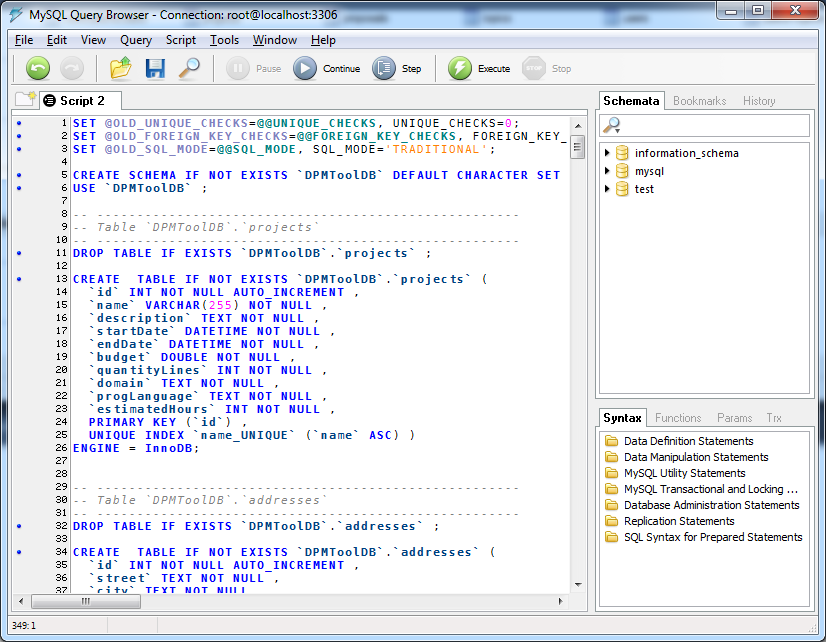 MySQL Query Browser - Connection: root@localhost:3306
File Edit View Query Script Tools Window Help
Pause Continue Step Execute STOP Stop
Script 2
1 SET @OLD_UNIQUE_CHECKS=@@UNIQUE_CHECKS, UNIQUE_CHECKS=0;
2 SET @OLD_FOREIGN_KEY_CHECKS=@@FOREIGN_KEY_CHECKS, FOREIGN_KEY_
3 SET @OLD_SQL_MODE=@@SQL_MODE, SQL_MODE='TRADITIONAL';
4
5 CREATE SCHEMA IF NOT EXISTS `DPMToolDB` DEFAULT CHARACTER SET
6 USE `DPMToolDB` ;
7
8 -- -----------------------------------------------------
9 -- Table `DPMToolDB`.`projects`
10 -- -----------------------------------------------------
11 DROP TABLE IF EXISTS `DPMToolDB`.`projects` ;
12
13 CREATE  TABLE IF NOT EXISTS `DPMToolDB`.`projects` (
14   `id` INT NOT NULL AUTO_INCREMENT ,
15   `name` VARCHAR(255) NOT NULL ,
16   `description` TEXT NOT NULL ,
17   `startDate` DATETIME NOT NULL ,
18   `endDate` DATETIME NOT NULL ,
19   `budget` DOUBLE NOT NULL ,
20   `quantityLines` INT NOT NULL ,
21   `domain` TEXT NOT NULL ,
22   `progLanguage` TEXT NOT NULL ,
23   `estimatedHours` INT NOT NULL ,
24   PRIMARY KEY (`id`) ,
25   UNIQUE INDEX `name_UNIQUE` (`name` ASC) )
26 ENGINE = InnoDB;
27
28
29 -- -----------------------------------------------------
30 -- Table `DPMToolDB`.`addresses`
31 -- -----------------------------------------------------
32 DROP TABLE IF EXISTS `DPMToolDB`.`addresses` ;
33
34 CREATE  TABLE IF NOT EXISTS `DPMToolDB`.`addresses` (
35   `id` INT NOT NULL AUTO_INCREMENT ,
36   `street` TEXT NOT NULL ,
37   `city` TEXT NOT NULL
Schemata Bookmarks History
information_schema
mysql
test
Syntax Functions Params Trx
Data Definition Statements
Data Manipulation Statements
MySQL Utility Statements
MySQL Transactional and Locking ...
Database Administration Statements
Replication Statements
SQL Syntax for Prepared Statements
349: 1